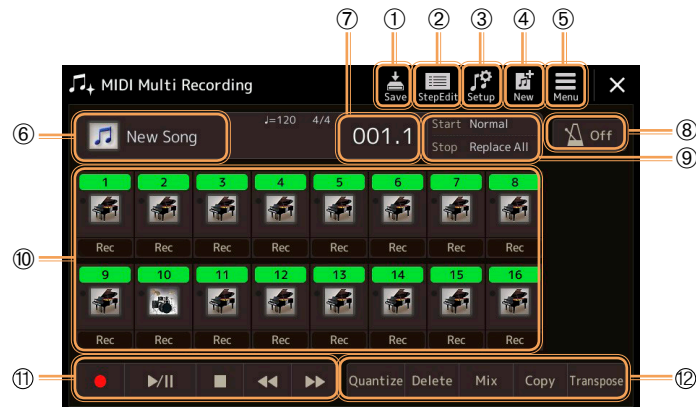 ⑦ ① ② ③ ④ ⑤
MIDI Multi Recording
Save StepEdit Setup New Menu
⑥ New Song ♩=120 4/4 001.1 Start Normal Off ⑧
Stop Replace All ⑨
1 2 3 4 5 6 7 8
Rec Rec Rec Rec Rec Rec Rec Rec
⑩
9 10 11 12 13 14 15 16
Rec Rec Rec Rec Rec Rec Rec Rec
⑪ Quantize Delete Mix Copy Transpose ⑫